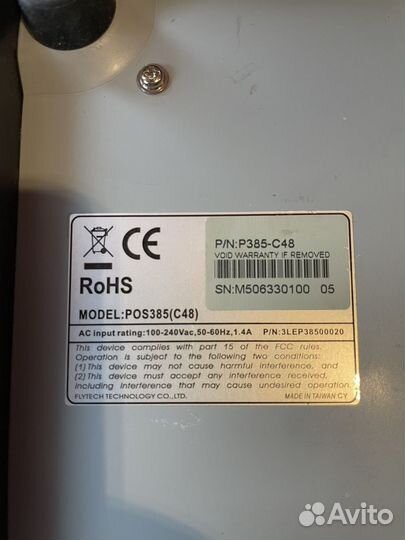 P/N:P385-C48
VOID WARRANTY IF REMOVED
SN:M506330100 05
CE
RoHS
MODEL:POS385(C48)
AC input rating:100-240Vac,50-60Hz,1.4A P/N:3LEP38500020
This device complies with part 15 of the FCC rules.
Operation is subject to the following two conditions:
(1) This device may not cause harmful interference, and
(2) This device must accept any interference received,
including interference that may cause undesired operation.
FLYTECH TECHNOLOGY CO.,LTD. MADE IN TAIWAN CY
Avito